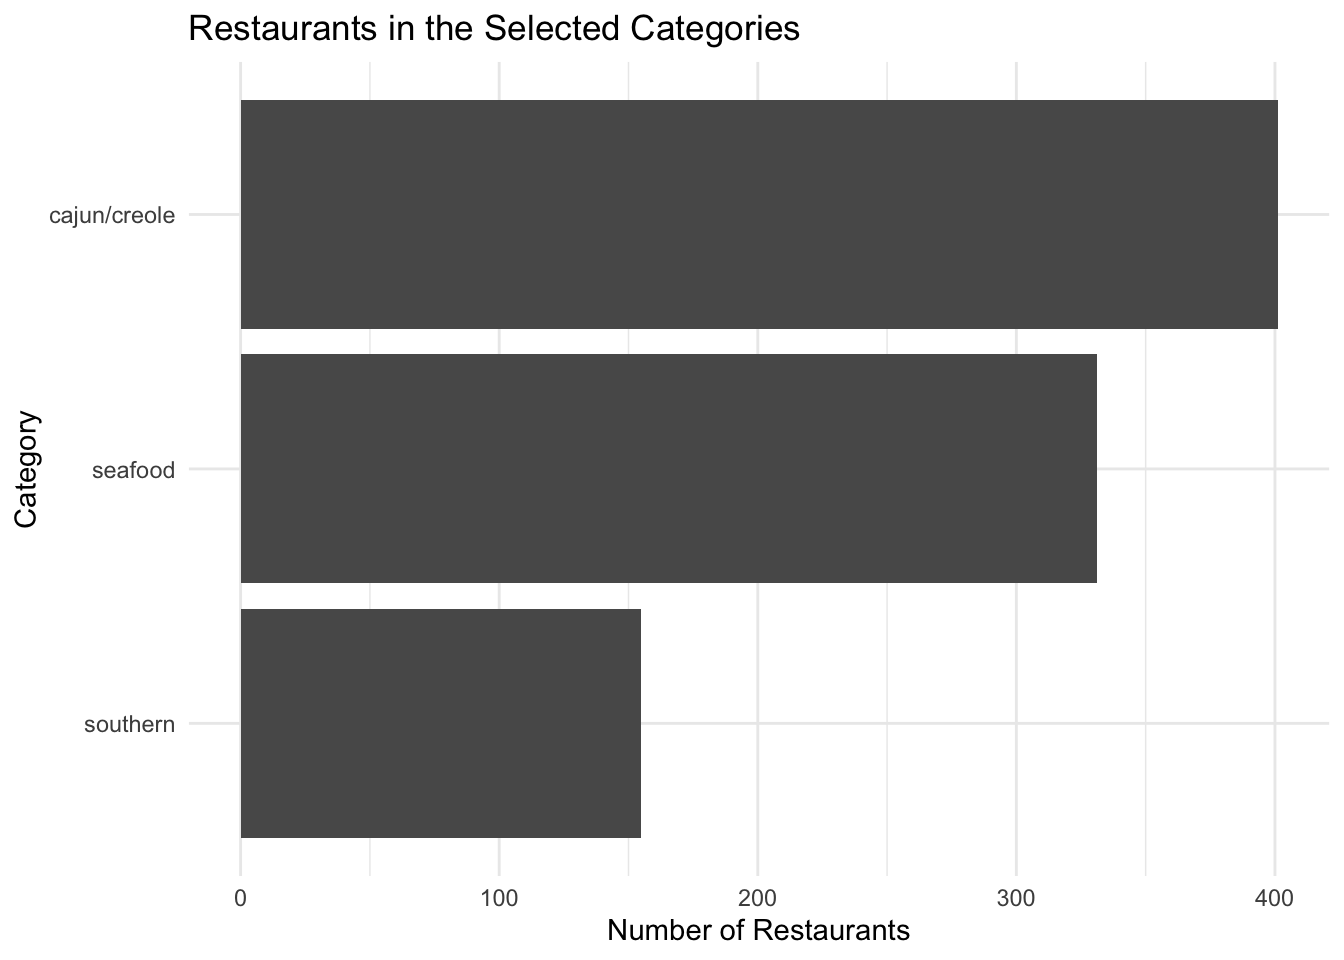 Restaurants in the Selected Categories
cajun/creole
seafood
southern
Category
0 100 200 300 400
Number of Restaurants